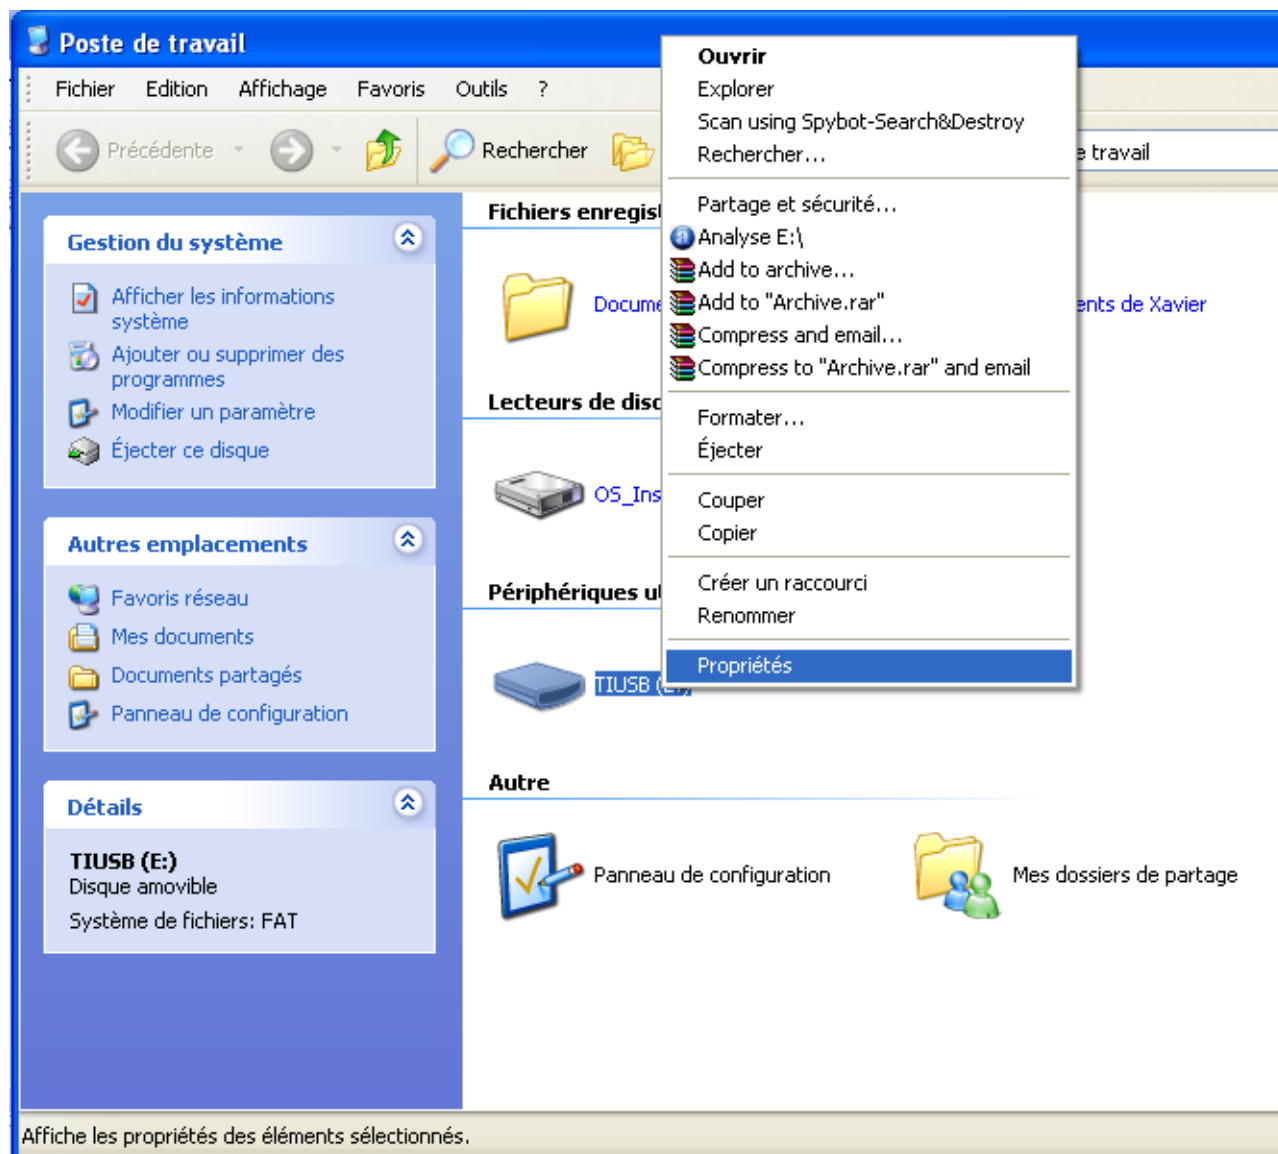 Poste de travail
Fichier Edition Affichage Favoris Outils ?
Précédente Rechercher travail
Gestion du système
Afficher les informations
système
Ajouter ou supprimer des
programmes
Modifier un paramètre
Éjecter ce disque
Autres emplacements
Favoris réseau
Mes documents
Documents partagés
Panneau de configuration
Détails
TIUSB (E:)
Disque amovible
Système de fichiers: FAT
Fichiers enregis
Docume ents de Xavier
Lecteurs de disc
OS_Ins
Périphériques u
TIUSB (E:)
Autre
Panneau de configuration
Mes dossiers de partage
Ouvrir
Explorer
Scan using Spybot-Search&Destroy
Rechercher...
Partage et sécurité...
Analyse E:\
Add to archive...
Add to "Archive.rar"
Compress and email...
Compress to "Archive.rar" and email
Formater...
Éjecter
Couper
Copier
Créer un raccourci
Renommer
Propriétés
Affiche les propriétés des éléments sélectionnés.